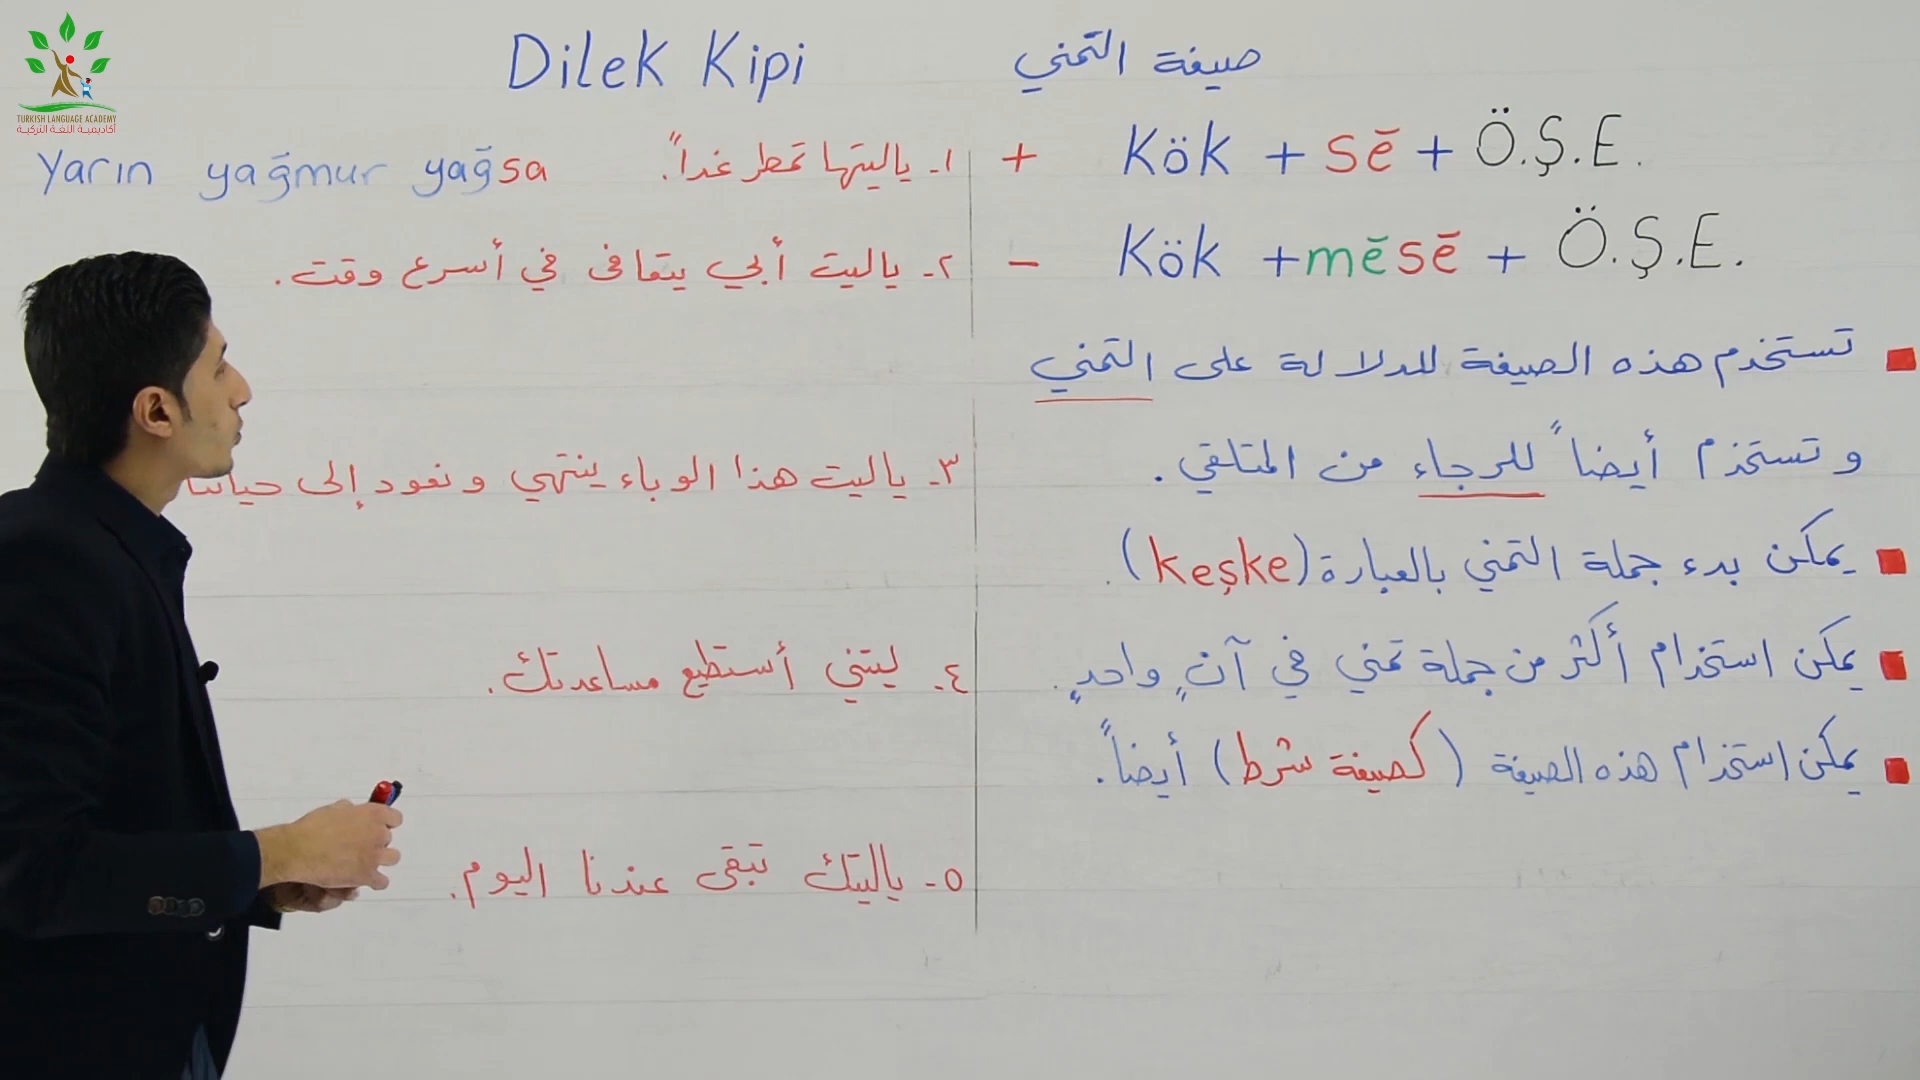 TURKISH LANGUAGE ACADEMY
أكاديمية اللغة التركية
Dilek Kipi صيغة التمني
+ Kök + sē + Ö.Ş.E.
- Kök + mēsē + Ö.Ş.E.
تستخدم هذه الصيغة للدلالة على التمني
وتستخدم أيضاً للرجاء من المتلقي.
يمكن بدء جملة التمني بالعبارة (keşke).
يمكن استخدام أكثر من جملة تمني في آنٍ واحدٍ.
يمكن استخدام هذه الصيغة (كصيغة شرط) أيضاً.
١- ياليتها تمطر غداً.
Yarın yağmur yağsa
٢- ياليت أبي يتعافى في أسرع وقت.
٣- ياليت هذا الوباء ينتهي ونعود إلى
٤- ليتني أستطيع مساعدتك.
٥- ياليتك تبقى عندنا اليوم.